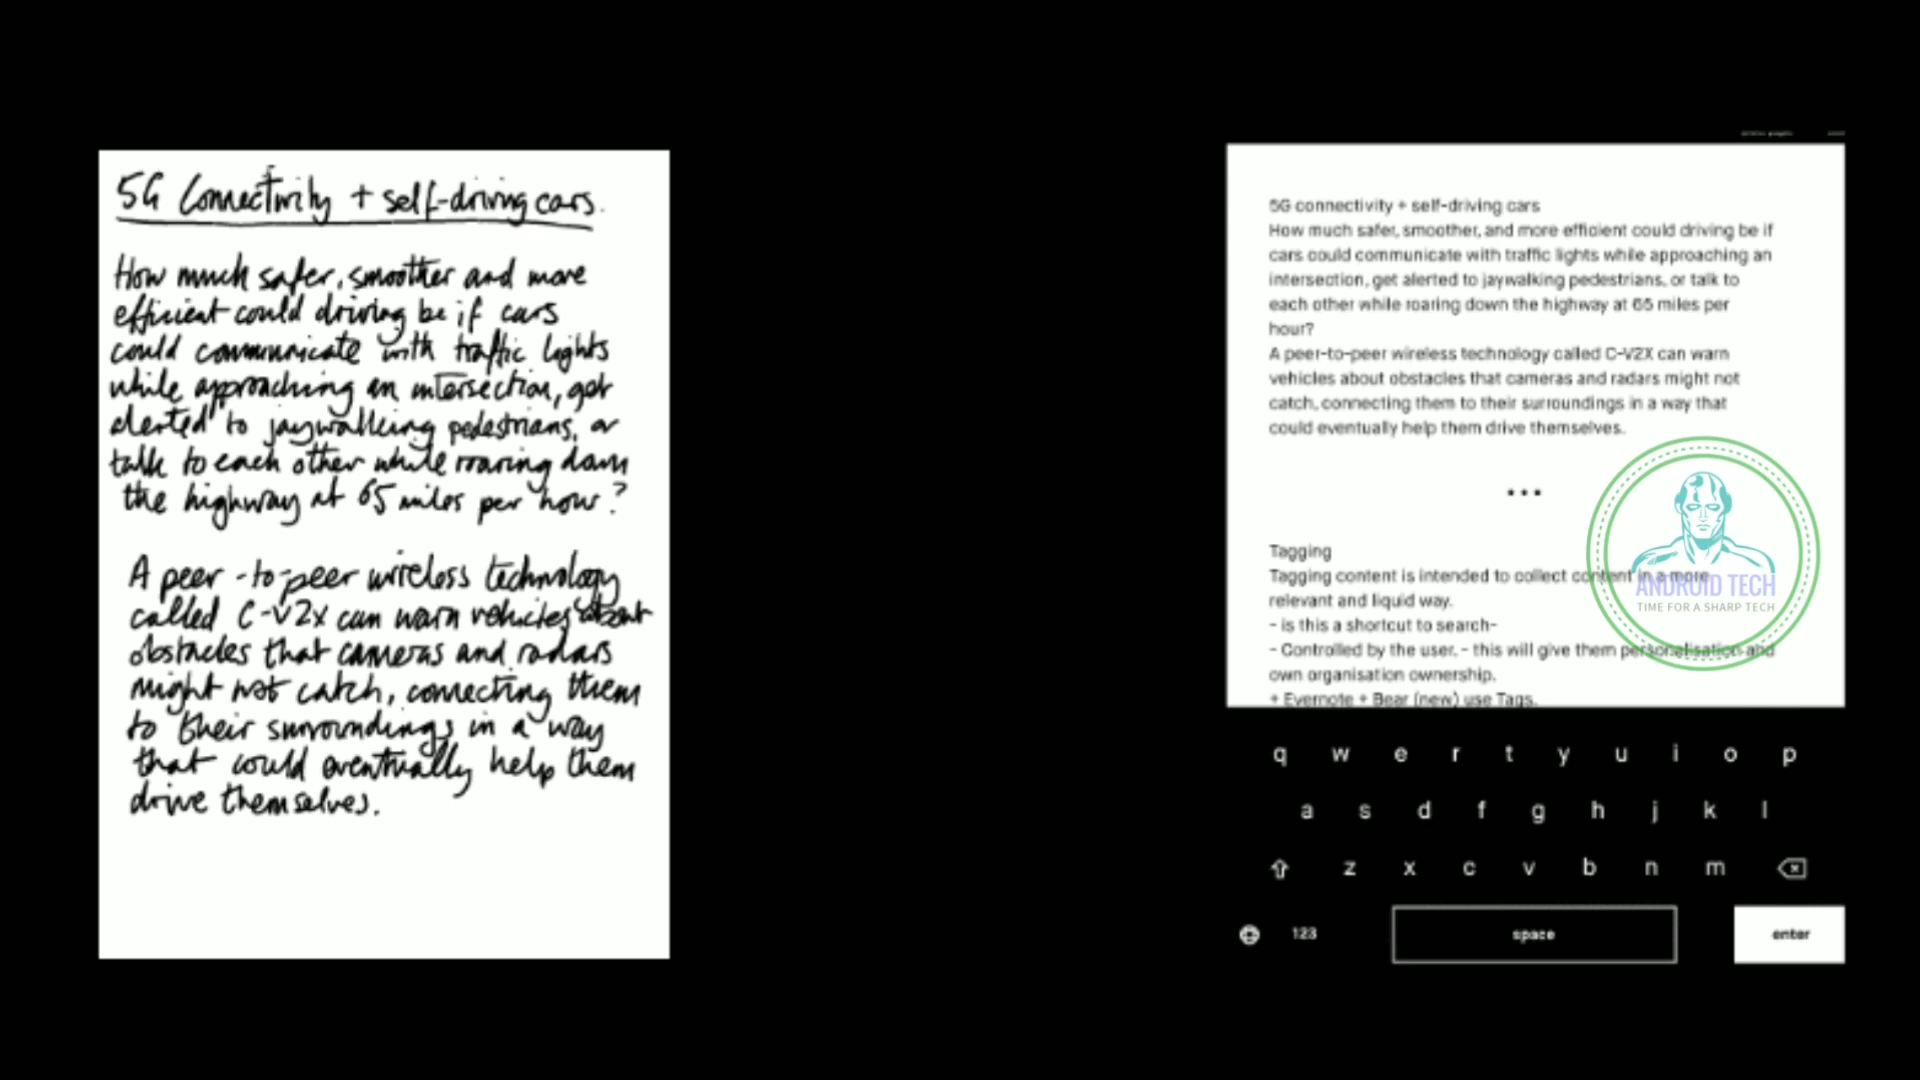 5G Connectivity + self-driving cars.
How much safer, smoother and more
efficient could driving be if cars
could communicate with traffic lights
while approaching an intersection, get
alerted to jaywalking pedestrians, or
talk to each other while roaring down
the highway at 65 miles per hour?
A peer-to-peer wireless technology
called C-V2X can warn vehicles about
obstacles that cameras and radars
might not catch, connecting them
to their surroundings in a way
that could eventually help them
drive themselves.
5G connectivity + self-driving cars
How much safer, smoother, and more efficient could driving be if
cars could communicate with traffic lights while approaching an
intersection, get alerted to jaywalking pedestrians, or talk to
each other while roaring down the highway at 65 miles per
hour?
A peer-to-peer wireless technology called C-V2X can warn
vehicles about obstacles that cameras and radars might not
catch, connecting them to their surroundings in a way that
could eventually help them drive themselves.
...
Tagging
Tagging content is intended to collect content in a more
relevant and liquid way.
- is this a shortcut to search-
- Controlled by the user. - this will give them personalisation and
own organisation ownership.
+ Evernote + Bear (new) use Tags.
ANDROID TECH
TIME FOR A SHARP TECH
q w e r t y u i o p
a s d f g h j k l
z x c v b n m
123 space enter